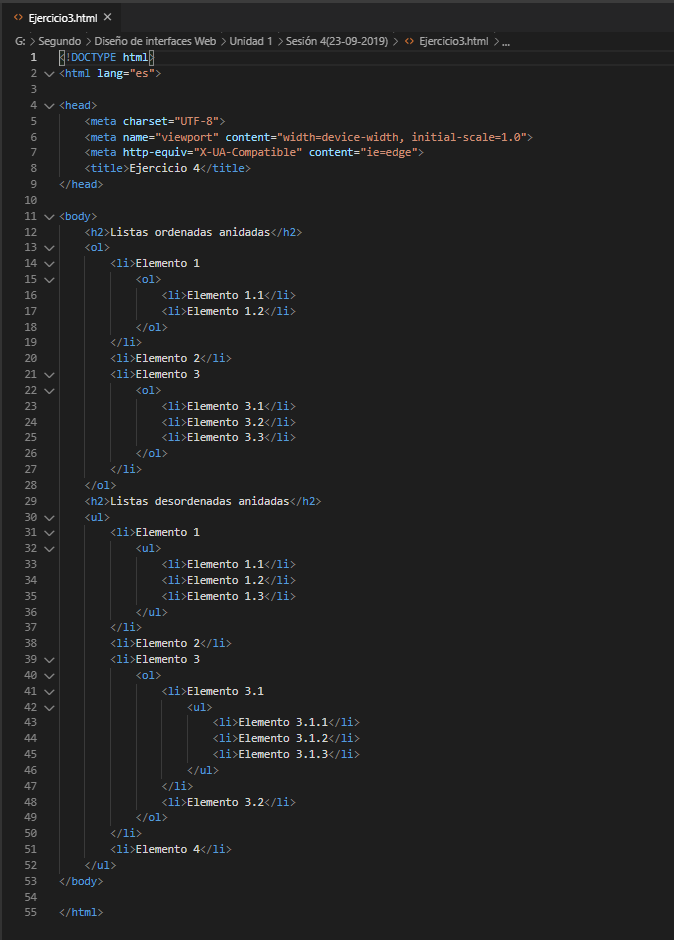 Ejercicio3.html
G: > Segundo > Diseño de interfaces Web > Unidad 1 > Sesión 4(23-09-2019) > Ejercicio3.html > ...
1 <!DOCTYPE html>
2 <html lang="es">
3
4 <head>
5     <meta charset="UTF-8">
6     <meta name="viewport" content="width=device-width, initial-scale=1.0">
7     <meta http-equiv="X-UA-Compatible" content="ie=edge">
8     <title>Ejercicio 4</title>
9 </head>
10
11 <body>
12     <h2>Listas ordenadas anidadas</h2>
13     <ol>
14         <li>Elemento 1
15             <ol>
16                 <li>Elemento 1.1</li>
17                 <li>Elemento 1.2</li>
18             </ol>
19         </li>
20         <li>Elemento 2</li>
21         <li>Elemento 3
22             <ol>
23                 <li>Elemento 3.1</li>
24                 <li>Elemento 3.2</li>
25                 <li>Elemento 3.3</li>
26             </ol>
27         </li>
28     </ol>
29     <h2>Listas desordenadas anidadas</h2>
30     <ul>
31         <li>Elemento 1
32             <ul>
33                 <li>Elemento 1.1</li>
34                 <li>Elemento 1.2</li>
35                 <li>Elemento 1.3</li>
36             </ul>
37         </li>
38         <li>Elemento 2</li>
39         <li>Elemento 3
40             <ol>
41                 <li>Elemento 3.1
42                     <ul>
43                         <li>Elemento 3.1.1</li>
44                         <li>Elemento 3.1.2</li>
45                         <li>Elemento 3.1.3</li>
46                     </ul>
47                 </li>
48                 <li>Elemento 3.2</li>
49             </ol>
50         </li>
51         <li>Elemento 4</li>
52     </ul>
53 </body>
54
55 </html>